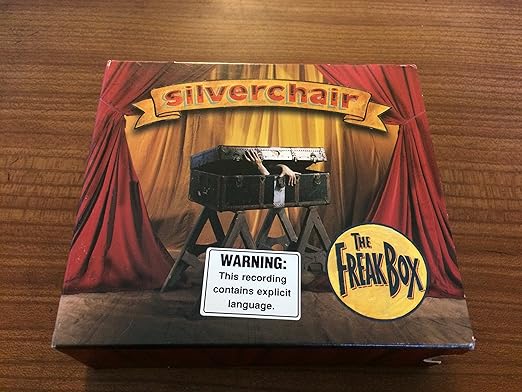 silverchair
WARNING:
This recording
contains explicit
language.
THE
FREAK BOX